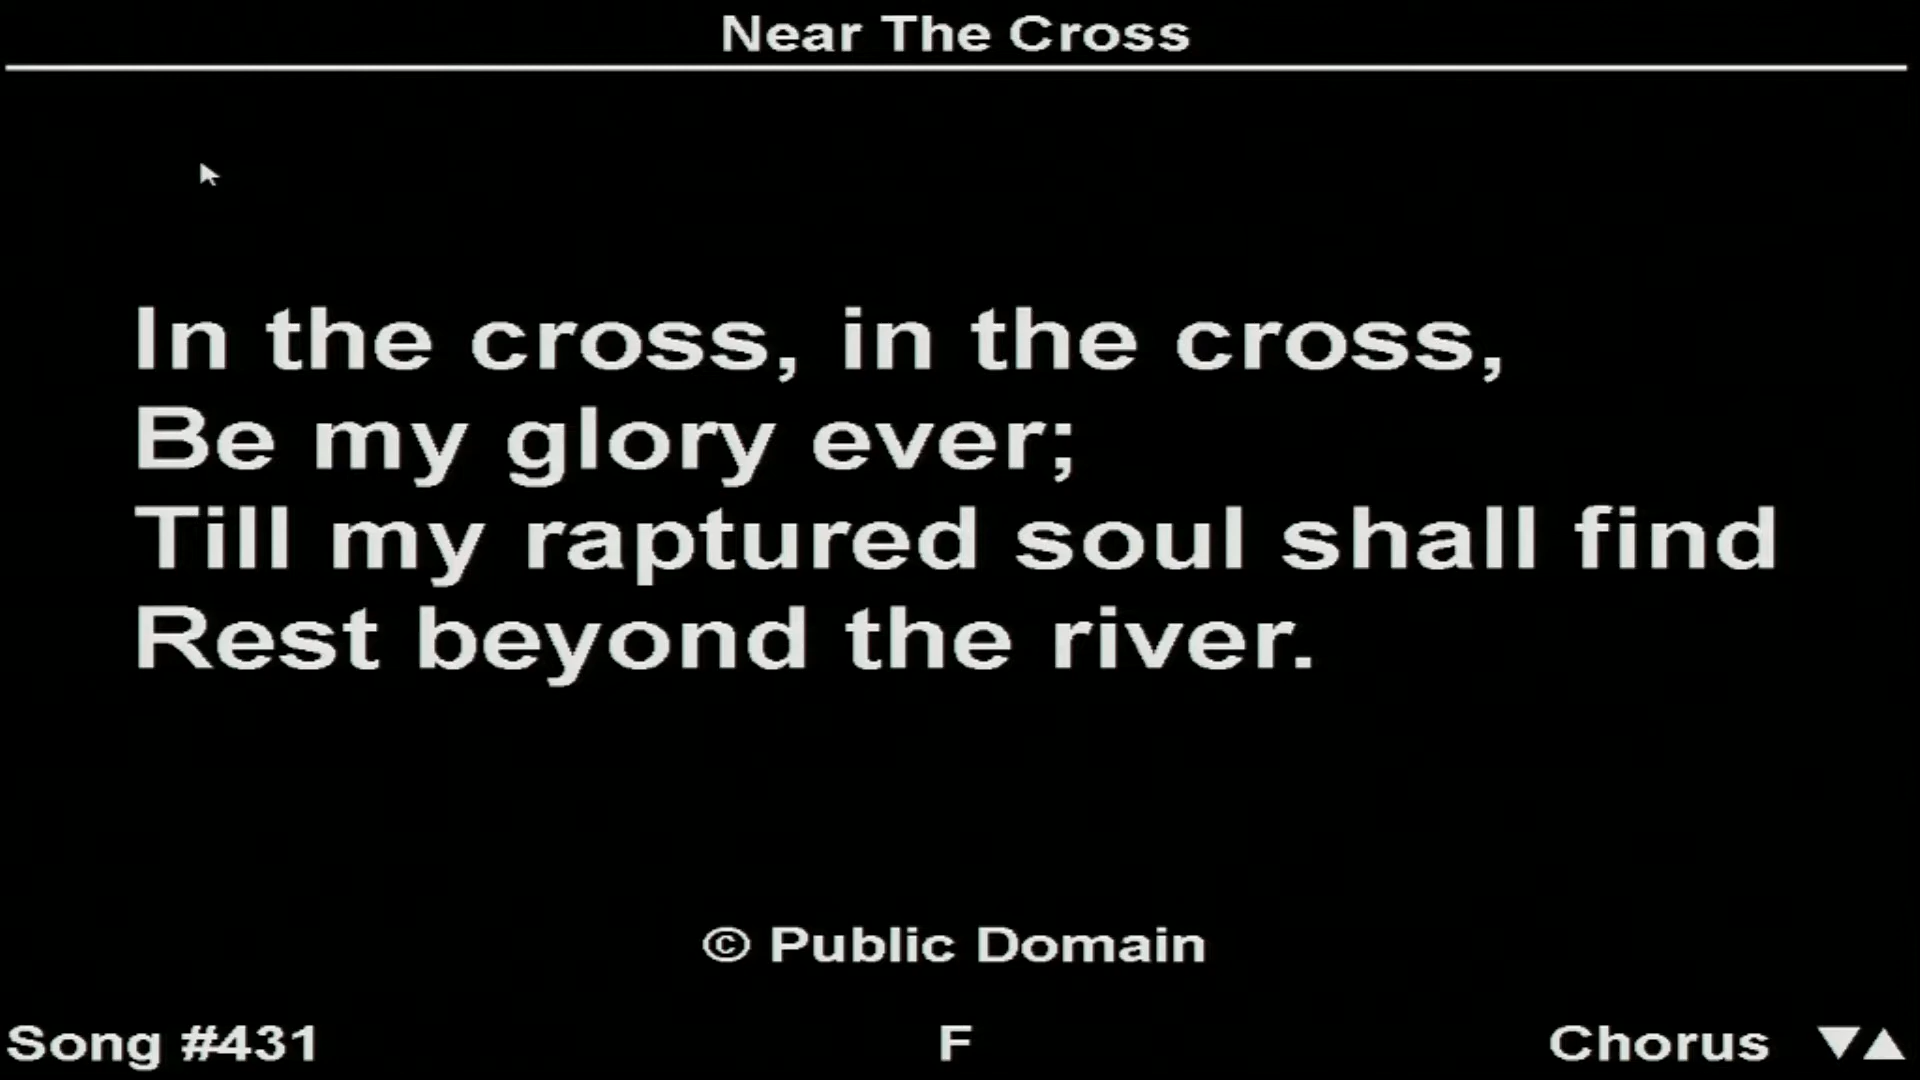 Near The Cross
In the cross, in the cross,
Be my glory ever;
Till my raptured soul shall find
Rest beyond the river.
© Public Domain
Song #431 F Chorus ▼▲